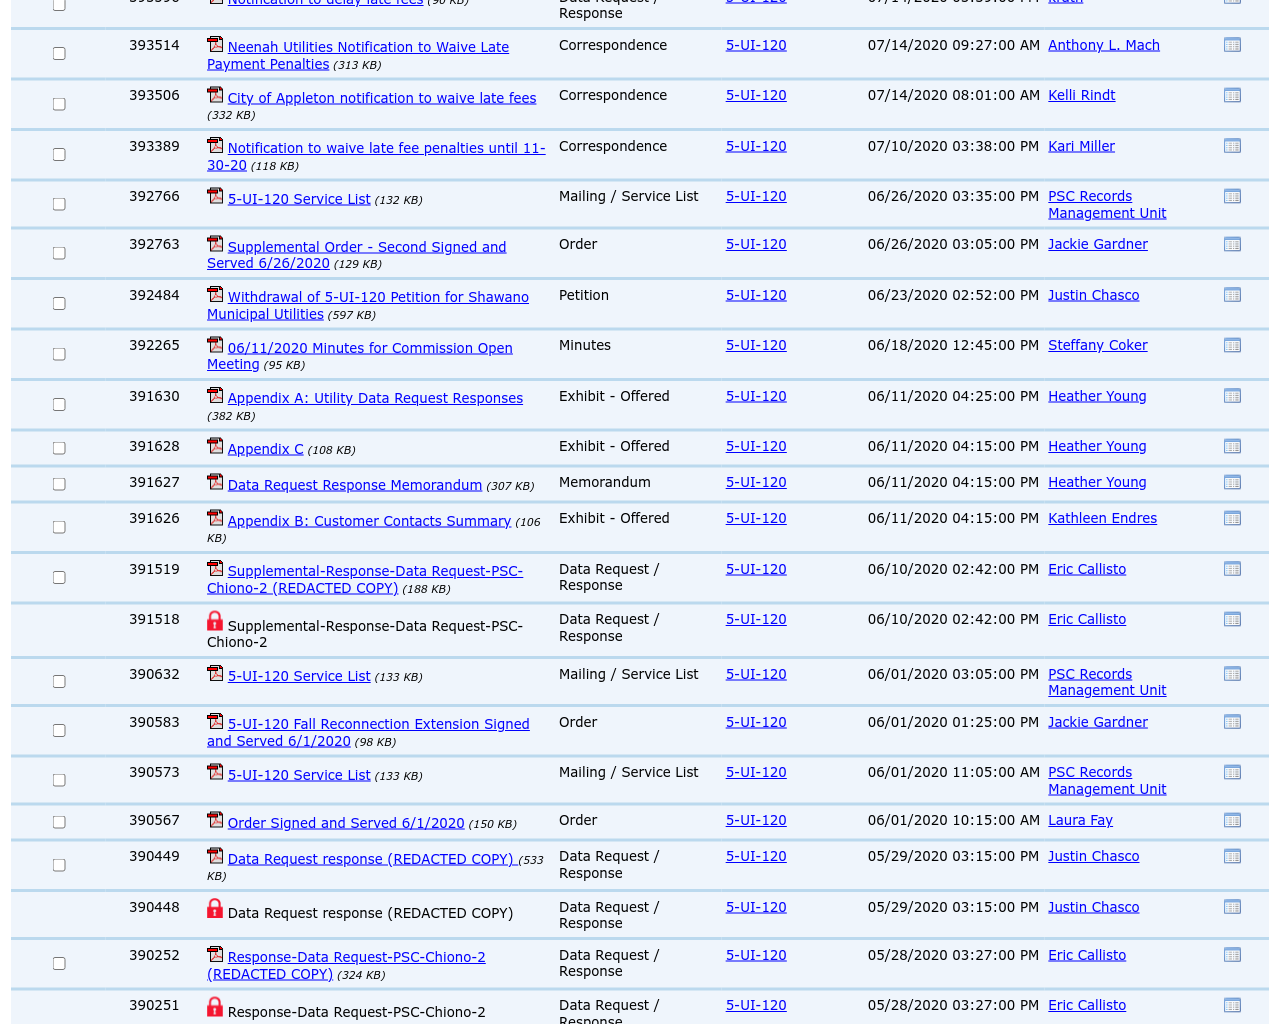 Response
393514 Neenah Utilities Notification to Waive Late Correspondence 5-UI-120 07/14/2020 09:27:00 AM Anthony L. Mach
Payment Penalties (313 KB)
393506 City of Appleton notification to waive late fees Correspondence 5-UI-120 07/14/2020 08:01:00 AM Kelli Rindt
(332 KB)
393389 Notification to waive late fee penalties until 11- Correspondence 5-UI-120 07/10/2020 03:38:00 PM Kari Miller
30-20 (118 KB)
392766 5-UI-120 Service List (132 KB) Mailing / Service List 5-UI-120 06/26/2020 03:35:00 PM PSC Records
Management Unit
392763 Supplemental Order - Second Signed and Order 5-UI-120 06/26/2020 03:05:00 PM Jackie Gardner
Served 6/26/2020 (129 KB)
392484 Withdrawal of 5-UI-120 Petition for Shawano Petition 5-UI-120 06/23/2020 02:52:00 PM Justin Chasco
Municipal Utilities (597 KB)
392265 06/11/2020 Minutes for Commission Open Minutes 5-UI-120 06/18/2020 12:45:00 PM Steffany Coker
Meeting (95 KB)
391630 Appendix A: Utility Data Request Responses Exhibit - Offered 5-UI-120 06/11/2020 04:25:00 PM Heather Young
(382 KB)
391628 Appendix C (108 KB) Exhibit - Offered 5-UI-120 06/11/2020 04:15:00 PM Heather Young
391627 Data Request Response Memorandum (307 KB) Memorandum 5-UI-120 06/11/2020 04:15:00 PM Heather Young
391626 Appendix B: Customer Contacts Summary (106 Exhibit - Offered 5-UI-120 06/11/2020 04:15:00 PM Kathleen Endres
KB)
391519 Supplemental-Response-Data Request-PSC- Data Request / 5-UI-120 06/10/2020 02:42:00 PM Eric Callisto
Chiono-2 (REDACTED COPY) (188 KB) Response
391518 Supplemental-Response-Data Request-PSC- Data Request / 5-UI-120 06/10/2020 02:42:00 PM Eric Callisto
Chiono-2 Response
390632 5-UI-120 Service List (133 KB) Mailing / Service List 5-UI-120 06/01/2020 03:45:00 PM PSC Records
Management Unit
390583 5-UI-120 Fall Reconnection Extension Signed Order 5-UI-120 06/01/2020 01:25:00 PM Jackie Gardner
and Served 6/1/2020 (98 KB)
390573 5-UI-120 Service List (133 KB) Mailing / Service List 5-UI-120 06/01/2020 11:05:00 AM PSC Records
Management Unit
390567 Order Signed and Served 6/1/2020 (150 KB) Order 5-UI-120 06/01/2020 10:15:00 AM Laura Fay
390449 Data Request response (REDACTED COPY) (533 Data Request / 5-UI-120 05/29/2020 03:15:00 PM Justin Chasco
KB) Response
390448 Data Request response (REDACTED COPY) Data Request / 5-UI-120 05/29/2020 03:15:00 PM Justin Chasco
Response
390252 Response-Data Request-PSC-Chiono-2 Data Request / 5-UI-120 05/28/2020 03:27:00 PM Eric Callisto
(REDACTED COPY) (324 KB) Response
390251 Response-Data Request-PSC-Chiono-2 Data Request / 5-UI-120 05/28/2020 03:27:00 PM Eric Callisto